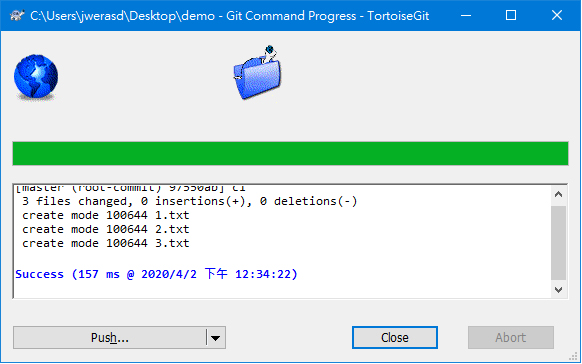 C:\Users\jwerasd\Desktop\demo - Git Command Progress - TortoiseGit
[master (root-commit) 97550ab] c1
3 files changed, 0 insertions(+), 0 deletions(-)
create mode 100644 1.txt
create mode 100644 2.txt
create mode 100644 3.txt
Success (157 ms @ 2020/4/2 下午 12:34:22)
Push... Close Abort